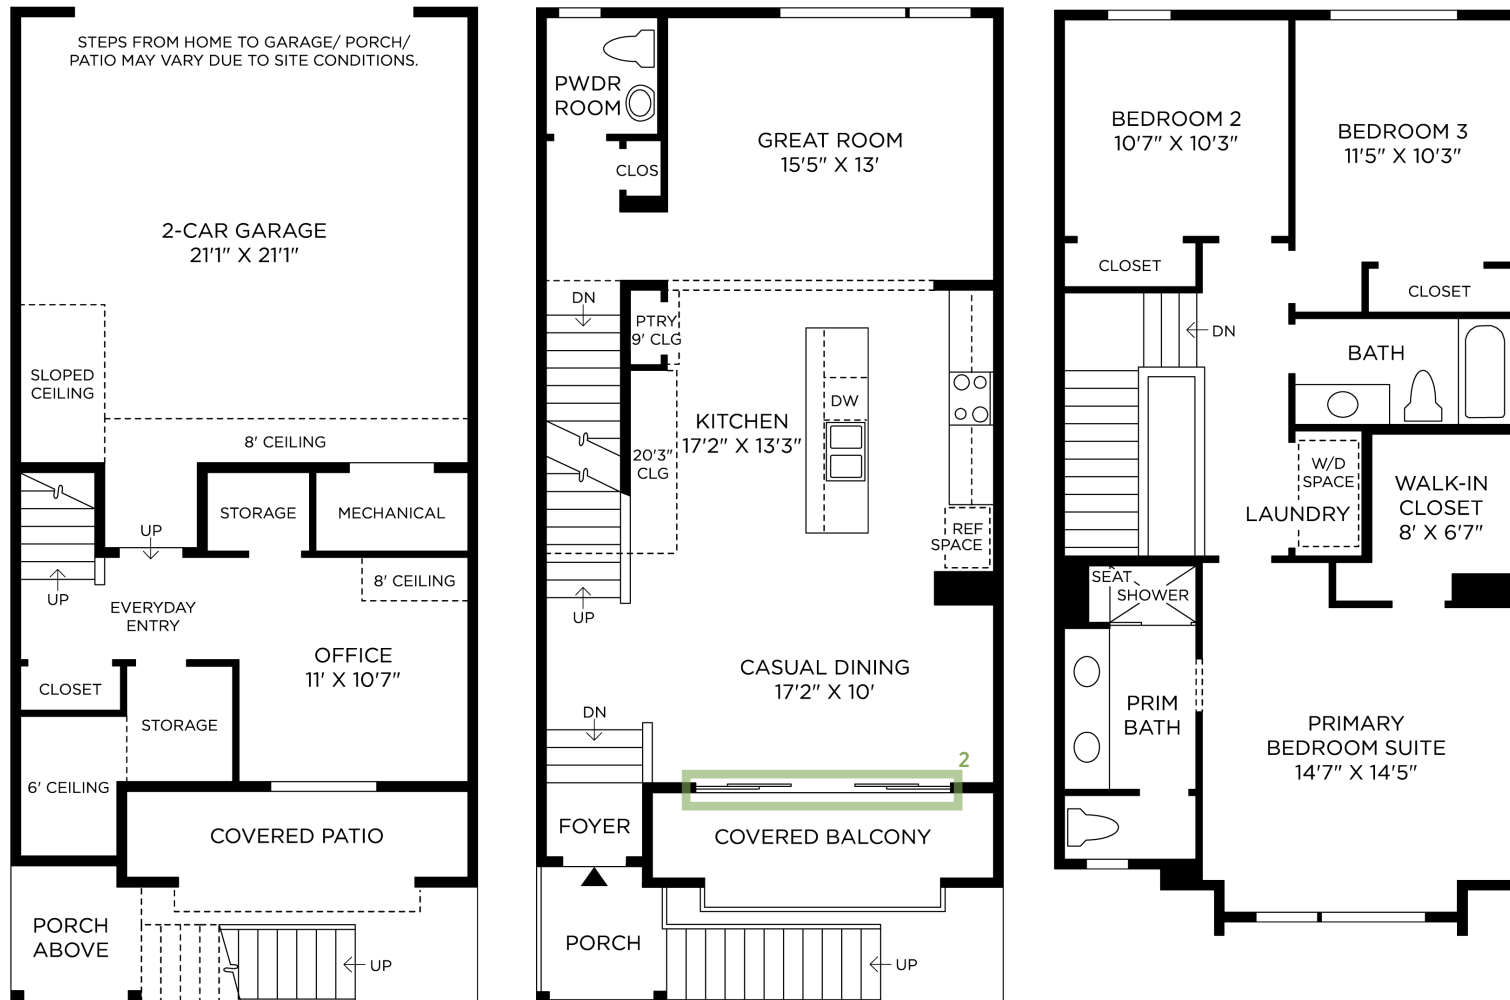 STEPS FROM HOME TO GARAGE/ PORCH/
PATIO MAY VARY DUE TO SITE CONDITIONS.
2-CAR GARAGE
21'1" X 21'1"
SLOPED
CEILING
8' CEILING
STORAGE
MECHANICAL
UP
UP
8' CEILING
EVERYDAY
ENTRY
OFFICE
11' X 10'7"
CLOSET
STORAGE
6' CEILING
COVERED PATIO
PORCH
ABOVE
UP
PWDR
ROOM
CLOS
GREAT ROOM
15'5" X 13'
DN
PTRY
9' CLG
DW
KITCHEN
17'2" X 13'3"
20'3"
CLG
REF
SPACE
UP
CASUAL DINING
17'2" X 10'
DN
2
FOYER
COVERED BALCONY
PORCH
UP
BEDROOM 2
10'7" X 10'3"
BEDROOM 3
11'5" X 10'3"
CLOSET
CLOSET
DN
BATH
W/D
SPACE
LAUNDRY
WALK-IN
CLOSET
8' X 6'7"
SEAT
SHOWER
PRIM
BATH
PRIMARY
BEDROOM SUITE
14'7" X 14'5"